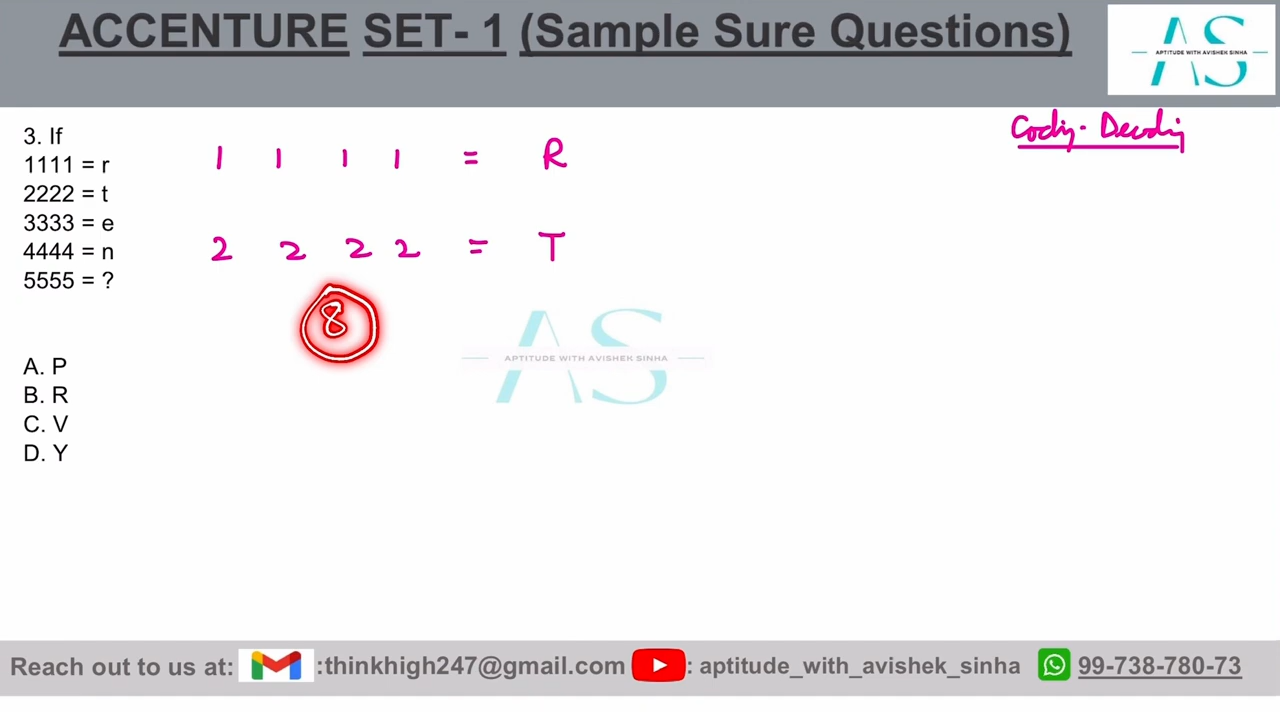 ACCENTURE SET- 1 (Sample Sure Questions)
AS
APTITUDE WITH AVISHEK SINHA
Coding - Decoding
3. If
1111 = r
2222 = t
3333 = e
4444 = n
5555 = ?
1 1 1 1 = R
2 2 2 2 = T
8
A. P
B. R
C. V
D. Y
AS
APTITUDE WITH AVISHEK SINHA
Reach out to us at: :thinkhigh247@gmail.com : aptitude_with_avishek_sinha 99-738-780-73